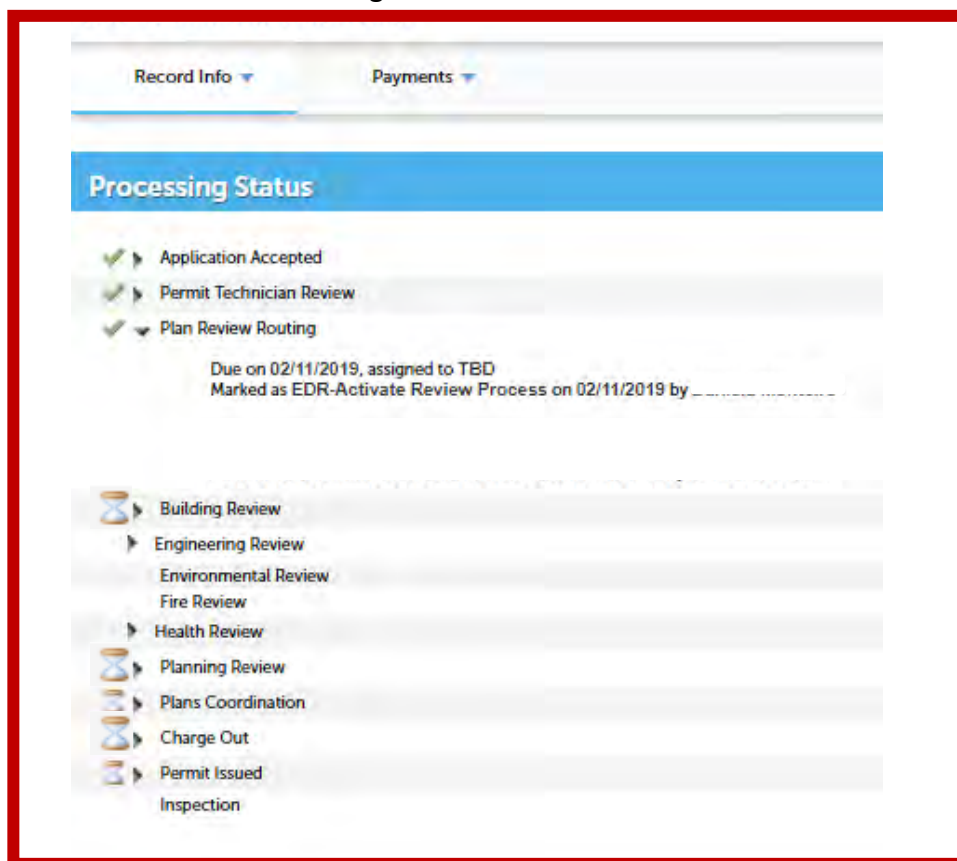 Record Info
Payments
Processing Status
Application Accepted
Permit Technician Review
Plan Review Routing
Due on 02/11/2019, assigned to TBD
Marked as EDR-Activate Review Process on 02/11/2019 by
Building Review
Engineering Review
Environmental Review
Fire Review
Health Review
Planning Review
Plans Coordination
Charge Out
Permit Issued
Inspection